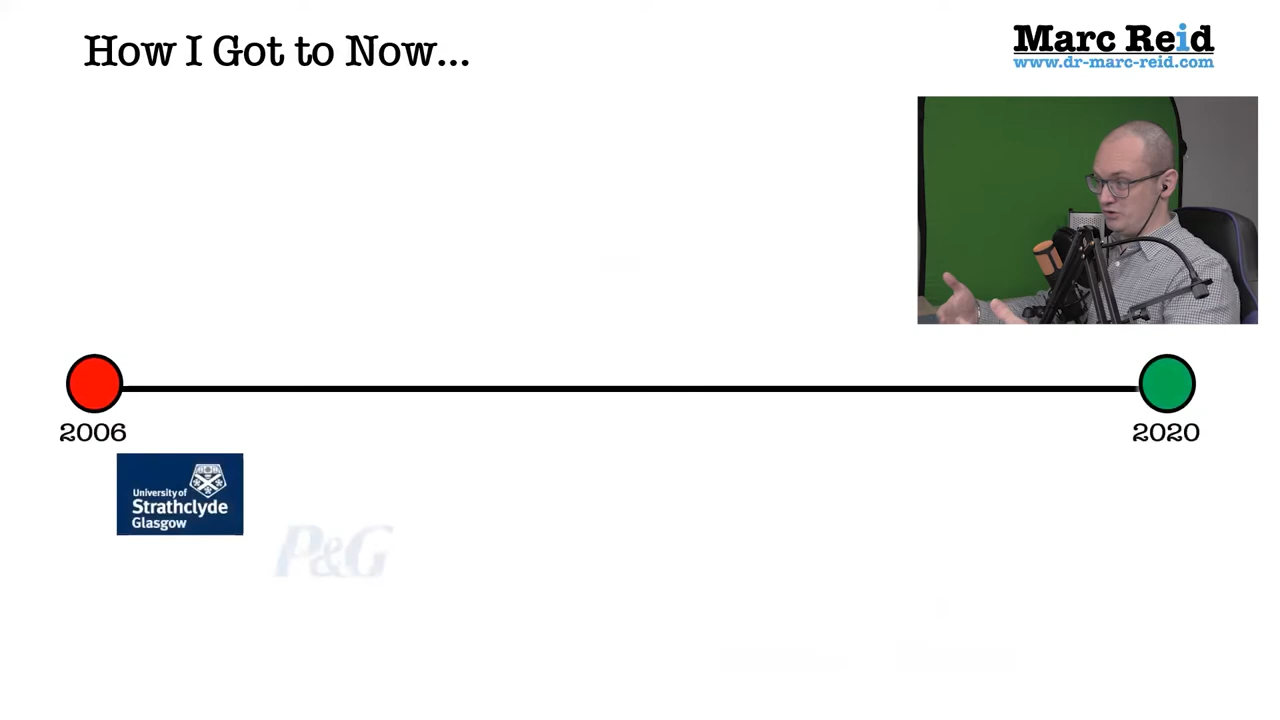 How I Got to Now...
Marc Reid
www.dr-marc-reid.com
2006
2020
University of
Strathclyde
Glasgow
P&G